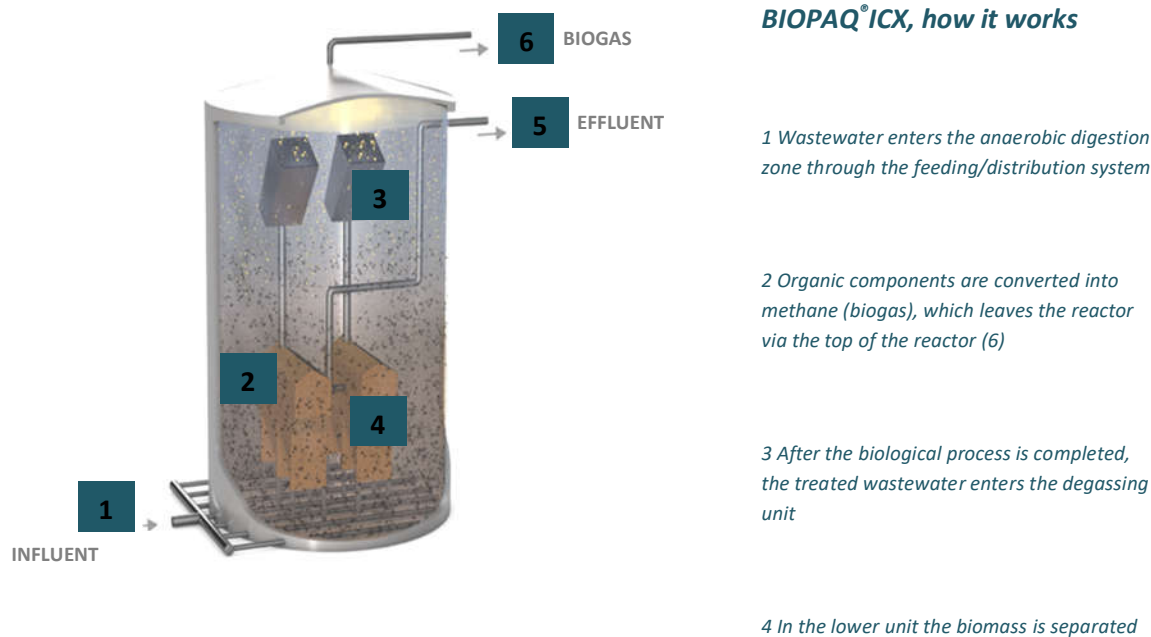 BIOPAQ®ICX, how it works
6 BIOGAS
5 EFFLUENT
1 Wastewater enters the anaerobic digestion
zone through the feeding/distribution system
3
2 Organic components are converted into
methane (biogas), which leaves the reactor
via the top of the reactor (6)
2
4
3 After the biological process is completed,
the treated wastewater enters the degassing
unit
1
INFLUENT
4 In the lower unit the biomass is separated